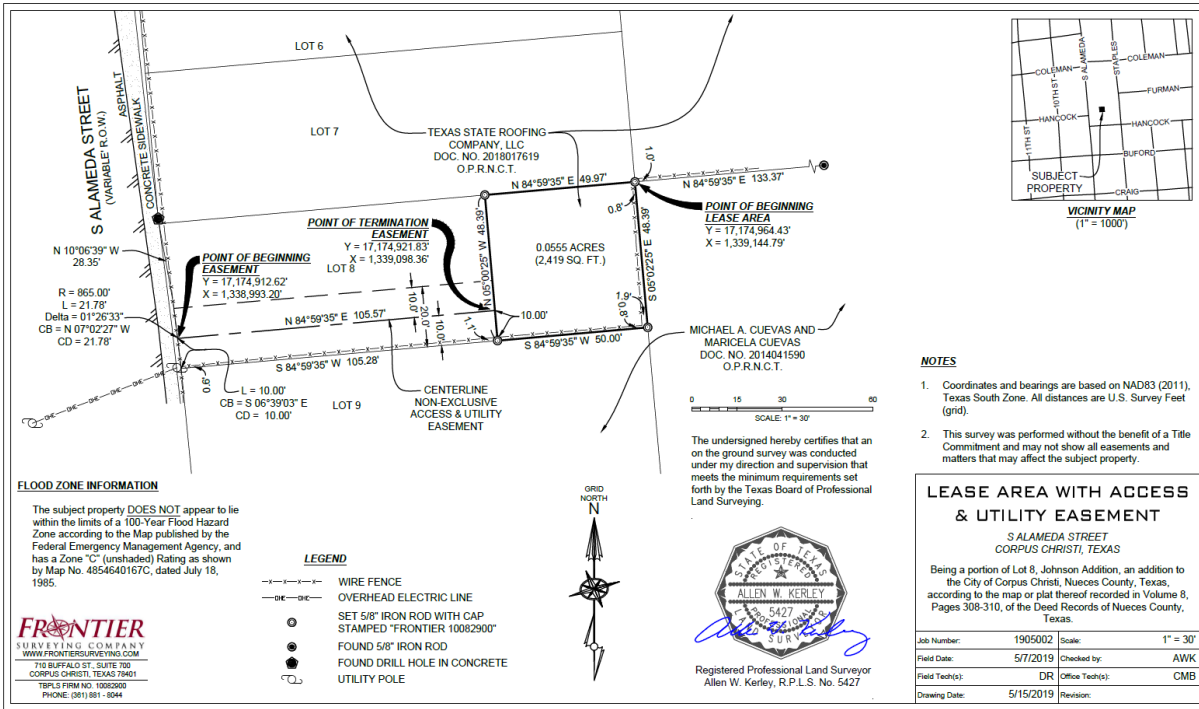 LOT 6
S ALAMEDA STREET
(VARIABLE' R.O.W.)
ASPHALT
CONCRETE SIDEWALK
LOT 7
TEXAS STATE ROOFING
COMPANY, LLC
DOC. NO. 2018017619
O.P.R.N.C.T.
N 84°59'35" E 49.97'
1.0'
N 84°59'35" E 133.37'
0.8'
POINT OF BEGINNING
LEASE AREA
Y = 17,174,964.43'
X = 1,339,144.79'
POINT OF TERMINATION
EASEMENT
Y = 17,174,921.83'
X = 1,339,098.36'
N 05°00'25" W 48.39'
0.0555 ACRES
(2,419 SQ. FT.)
S 05°02'25" E 48.39'
N 10°06'39" W
28.35'
POINT OF BEGINNING
EASEMENT
Y = 17,174,912.62'
X = 1,338,993.20'
LOT 8
R = 865.00'
L = 21.78'
Delta = 01°26'33"
CB = N 07°02'27" W
CD = 21.78'
N 84°59'35" E 105.57'
10.0'
20.0'
10.0'
1.1'
10.00'
1.9'
0.8'
S 84°59'35" W 50.00'
S 84°59'35" W 105.28'
0.9'
L = 10.00'
CB = S 06°39'03" E
CD = 10.00'
LOT 9
CENTERLINE
NON-EXCLUSIVE
ACCESS & UTILITY
EASEMENT
MICHAEL A. CUEVAS AND
MARICELA CUEVAS
DOC. NO. 2014041590
O.P.R.N.C.T.
OHE
OHE
0 15 30 60
SCALE: 1" = 30'
S ALAMEDA
STAPLES
COLEMAN
COLEMAN
10TH ST
FURMAN
HANCOCK
HANCOCK
11TH ST
BUFORD
SUBJECT
PROPERTY
CRAIG
VICINITY MAP
(1" = 1000')
NOTES
1. Coordinates and bearings are based on NAD83 (2011),
Texas South Zone. All distances are U.S. Survey Feet
(grid).
2. This survey was performed without the benefit of a Title
Commitment and may not show all easements and
matters that may affect the subject property.
The undersigned hereby certifies that an
on the ground survey was conducted
under my direction and supervision that
meets the minimum requirements set
forth by the Texas Board of Professional
Land Surveying.
FLOOD ZONE INFORMATION
The subject property DOES NOT appear to lie
within the limits of a 100-Year Flood Hazard
Zone according to the Map published by the
Federal Emergency Management Agency, and
has a Zone "C" (unshaded) Rating as shown
by Map No. 4854640167C, dated July 18,
1985.
LEGEND
WIRE FENCE
OHE OHE OVERHEAD ELECTRIC LINE
SET 5/8" IRON ROD WITH CAP
STAMPED "FRONTIER 10082900"
FOUND 5/8" IRON ROD
FOUND DRILL HOLE IN CONCRETE
UTILITY POLE
GRID
NORTH
N
STATE OF TEXAS
REGISTERED
ALLEN W. KERLEY
5427
PROFESSIONAL
LAND SURVEYOR
Registered Professional Land Surveyor
Allen W. Kerley, R.P.L.S. No. 5427
FRONTIER
SURVEYING COMPANY
WWW.FRONTIERSURVEYING.COM
710 BUFFALO ST., SUITE 700
CORPUS CHRISTI, TEXAS 78401
TBPLS FIRM NO. 10082900
PHONE: (361) 881 - 8044
LEASE AREA WITH ACCESS
& UTILITY EASEMENT
S ALAMEDA STREET
CORPUS CHRISTI, TEXAS
Being a portion of Lot 8, Johnson Addition, an addition to
the City of Corpus Christi, Nueces County, Texas,
according to the map or plat thereof recorded in Volume 8,
Pages 308-310, of the Deed Records of Nueces County,
Texas.
Job Number: 1905002 Scale: 1" = 30'
Field Date: 5/7/2019 Checked by: AWK
Field Tech(s): DR Office Tech(s): CMB
Drawing Date: 5/15/2019 Revision: